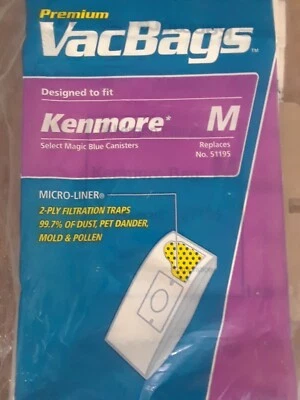 Premium
VacBags™
Designed to fit
Kenmore® M
Select Magic Blue Canisters
Replaces
No. 51195
MICRO-LINER®
2-PLY FILTRATION TRAPS
99.7% OF DUST, PET DANDER,
MOLD & POLLEN